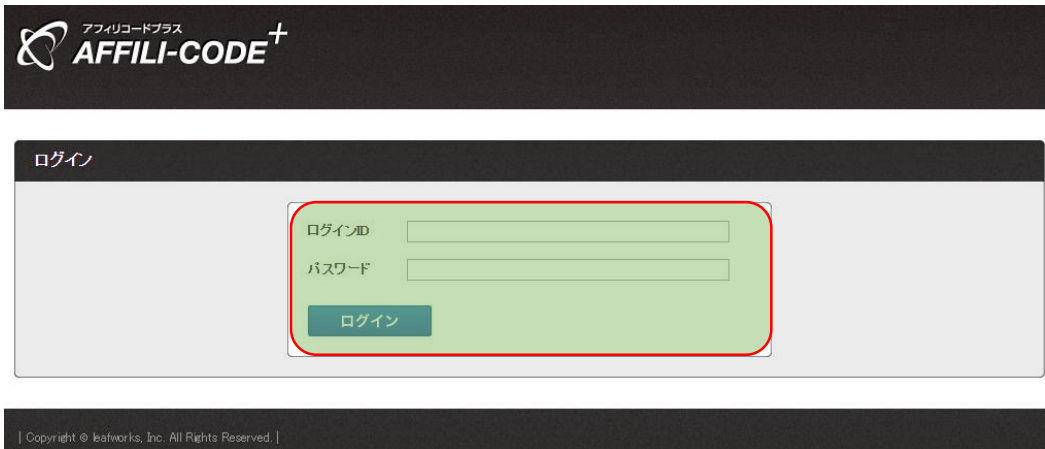 アフィリコードプラス
AFFILI-CODE+
ログイン
ログインID
パスワード
ログイン
| Copyright © leafworks, Inc. All Rights Reserved. |